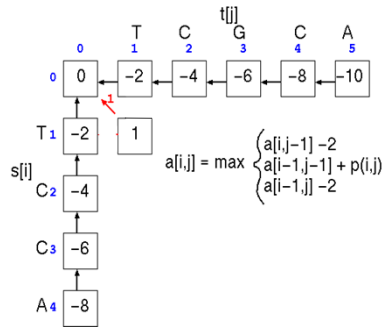 t[j]
T C G C A
0 1 2 3 4 5
0 0 -2 -4 -6 -8 -10
1
T 1 -2 1
s[i]
a[i,j] = max
a[i,j-1] -2
a[i-1,j-1] + p(i,j)
a[i-1,j] -2
C 2 -4
C 3 -6
A 4 -8